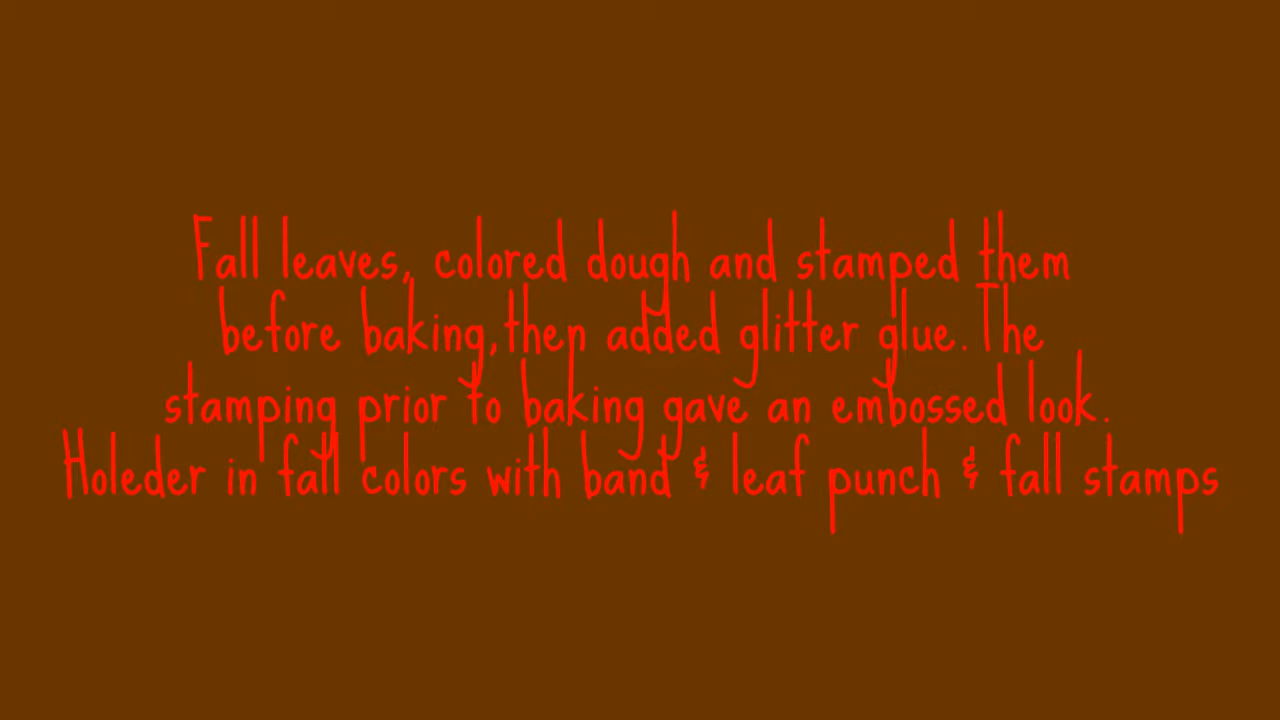 Fall leaves, colored dough and stamped them
before baking,then added glitter glue. The
stamping prior to baking gave an embossed look.
Holeder in fall colors with band & leaf punch & fall stamps